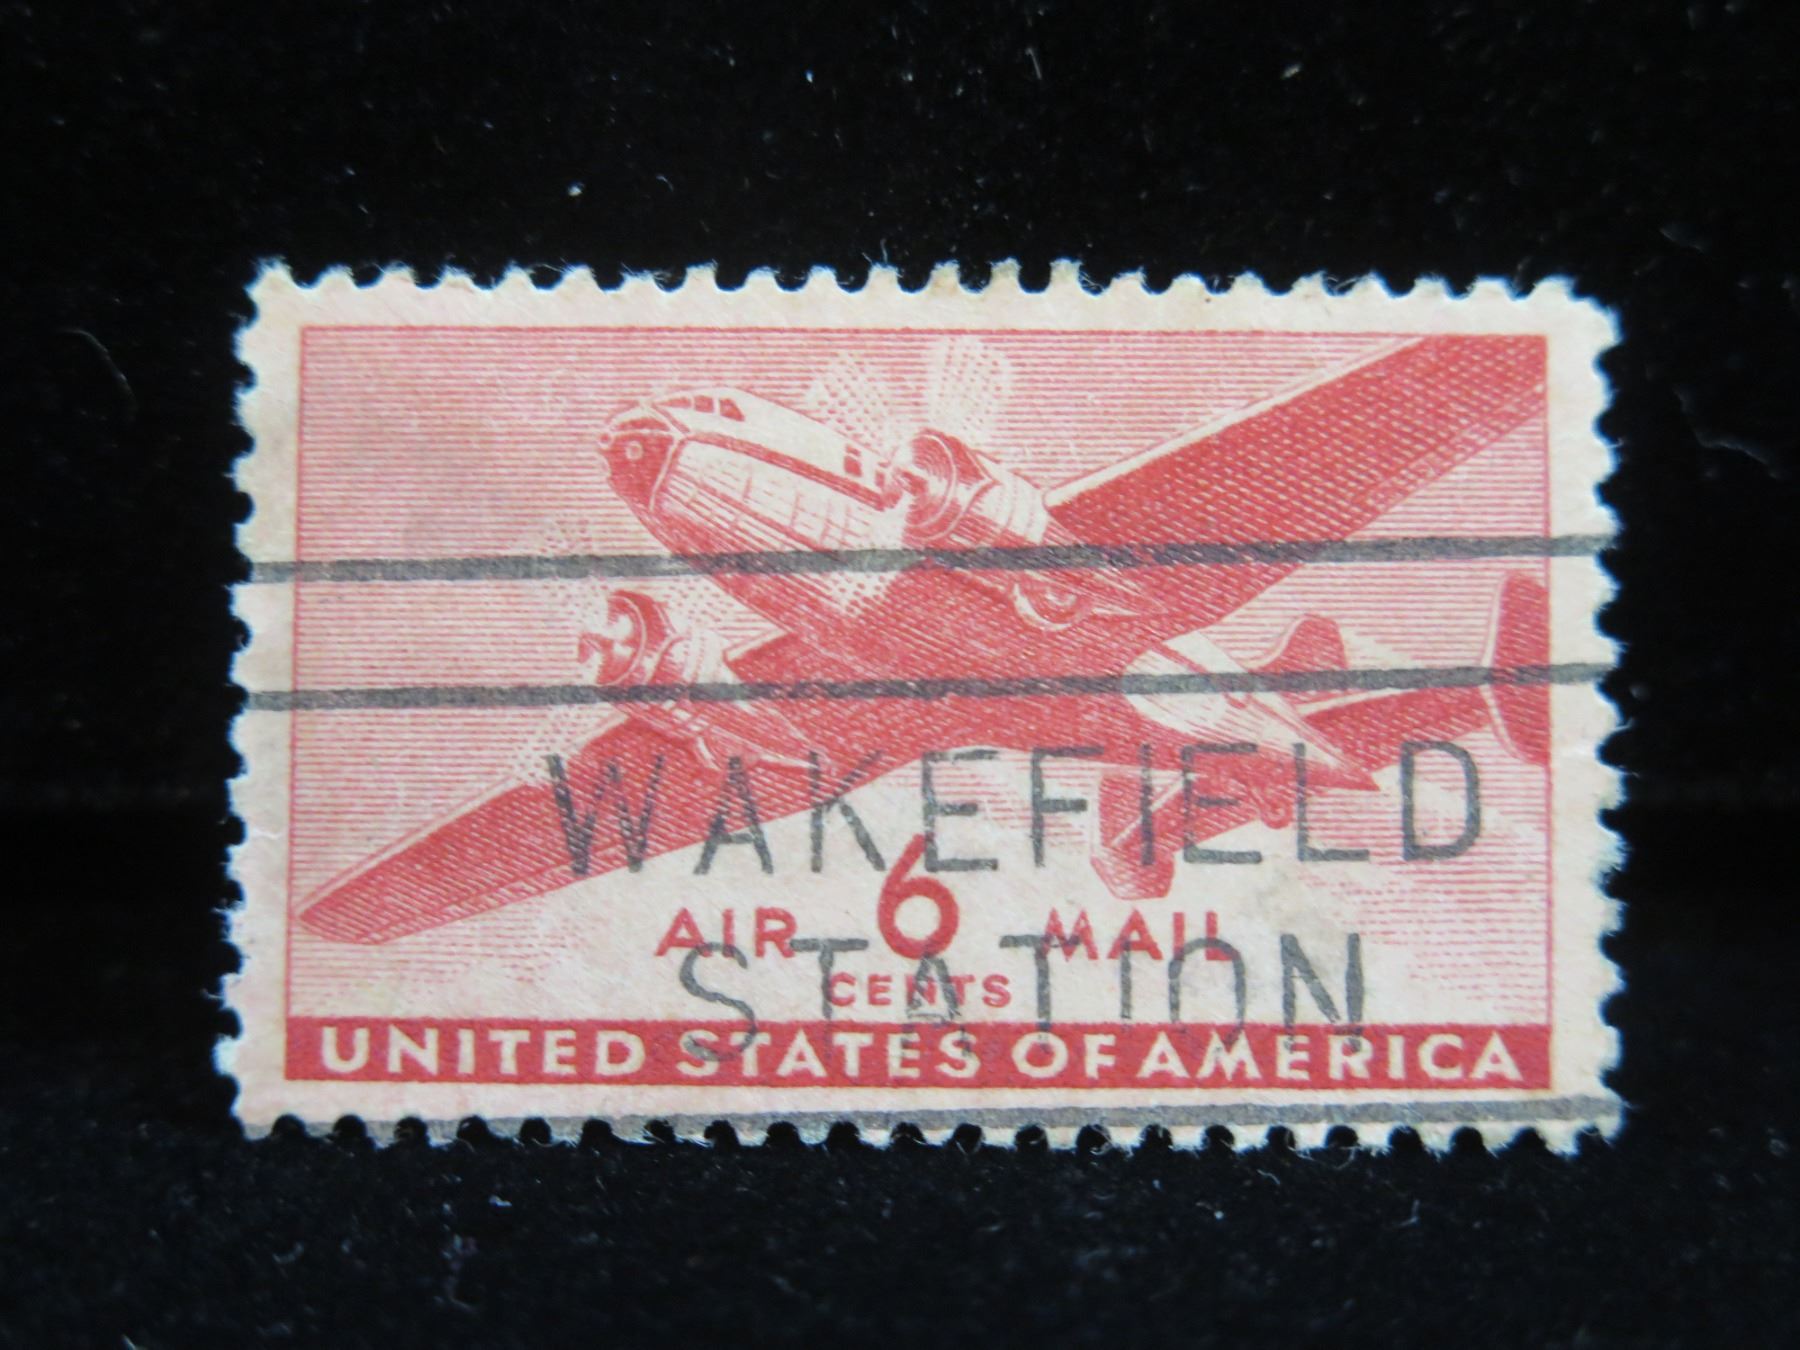 WAKEFIELD
6
AIR MAIL
STATION
CENTS
UNITED STATES OF AMERICA